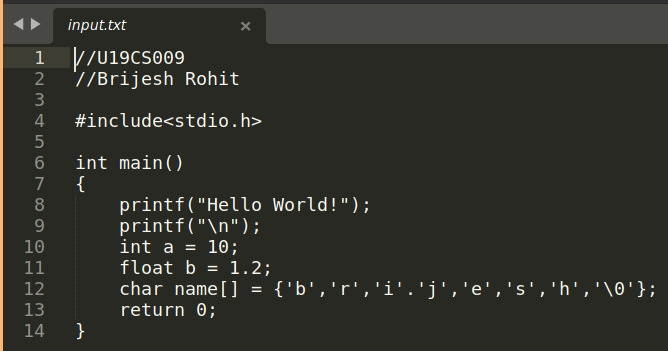 input.txt
1 //U19CS009
2 //Brijesh Rohit
3
4 #include<stdio.h>
5
6 int main()
7 {
8     printf("Hello World!");
9     printf("\n");
10     int a = 10;
11     float b = 1.2;
12     char name[] = {'b','r','i'.'j','e','s','h','\0'};
13     return 0;
14 }